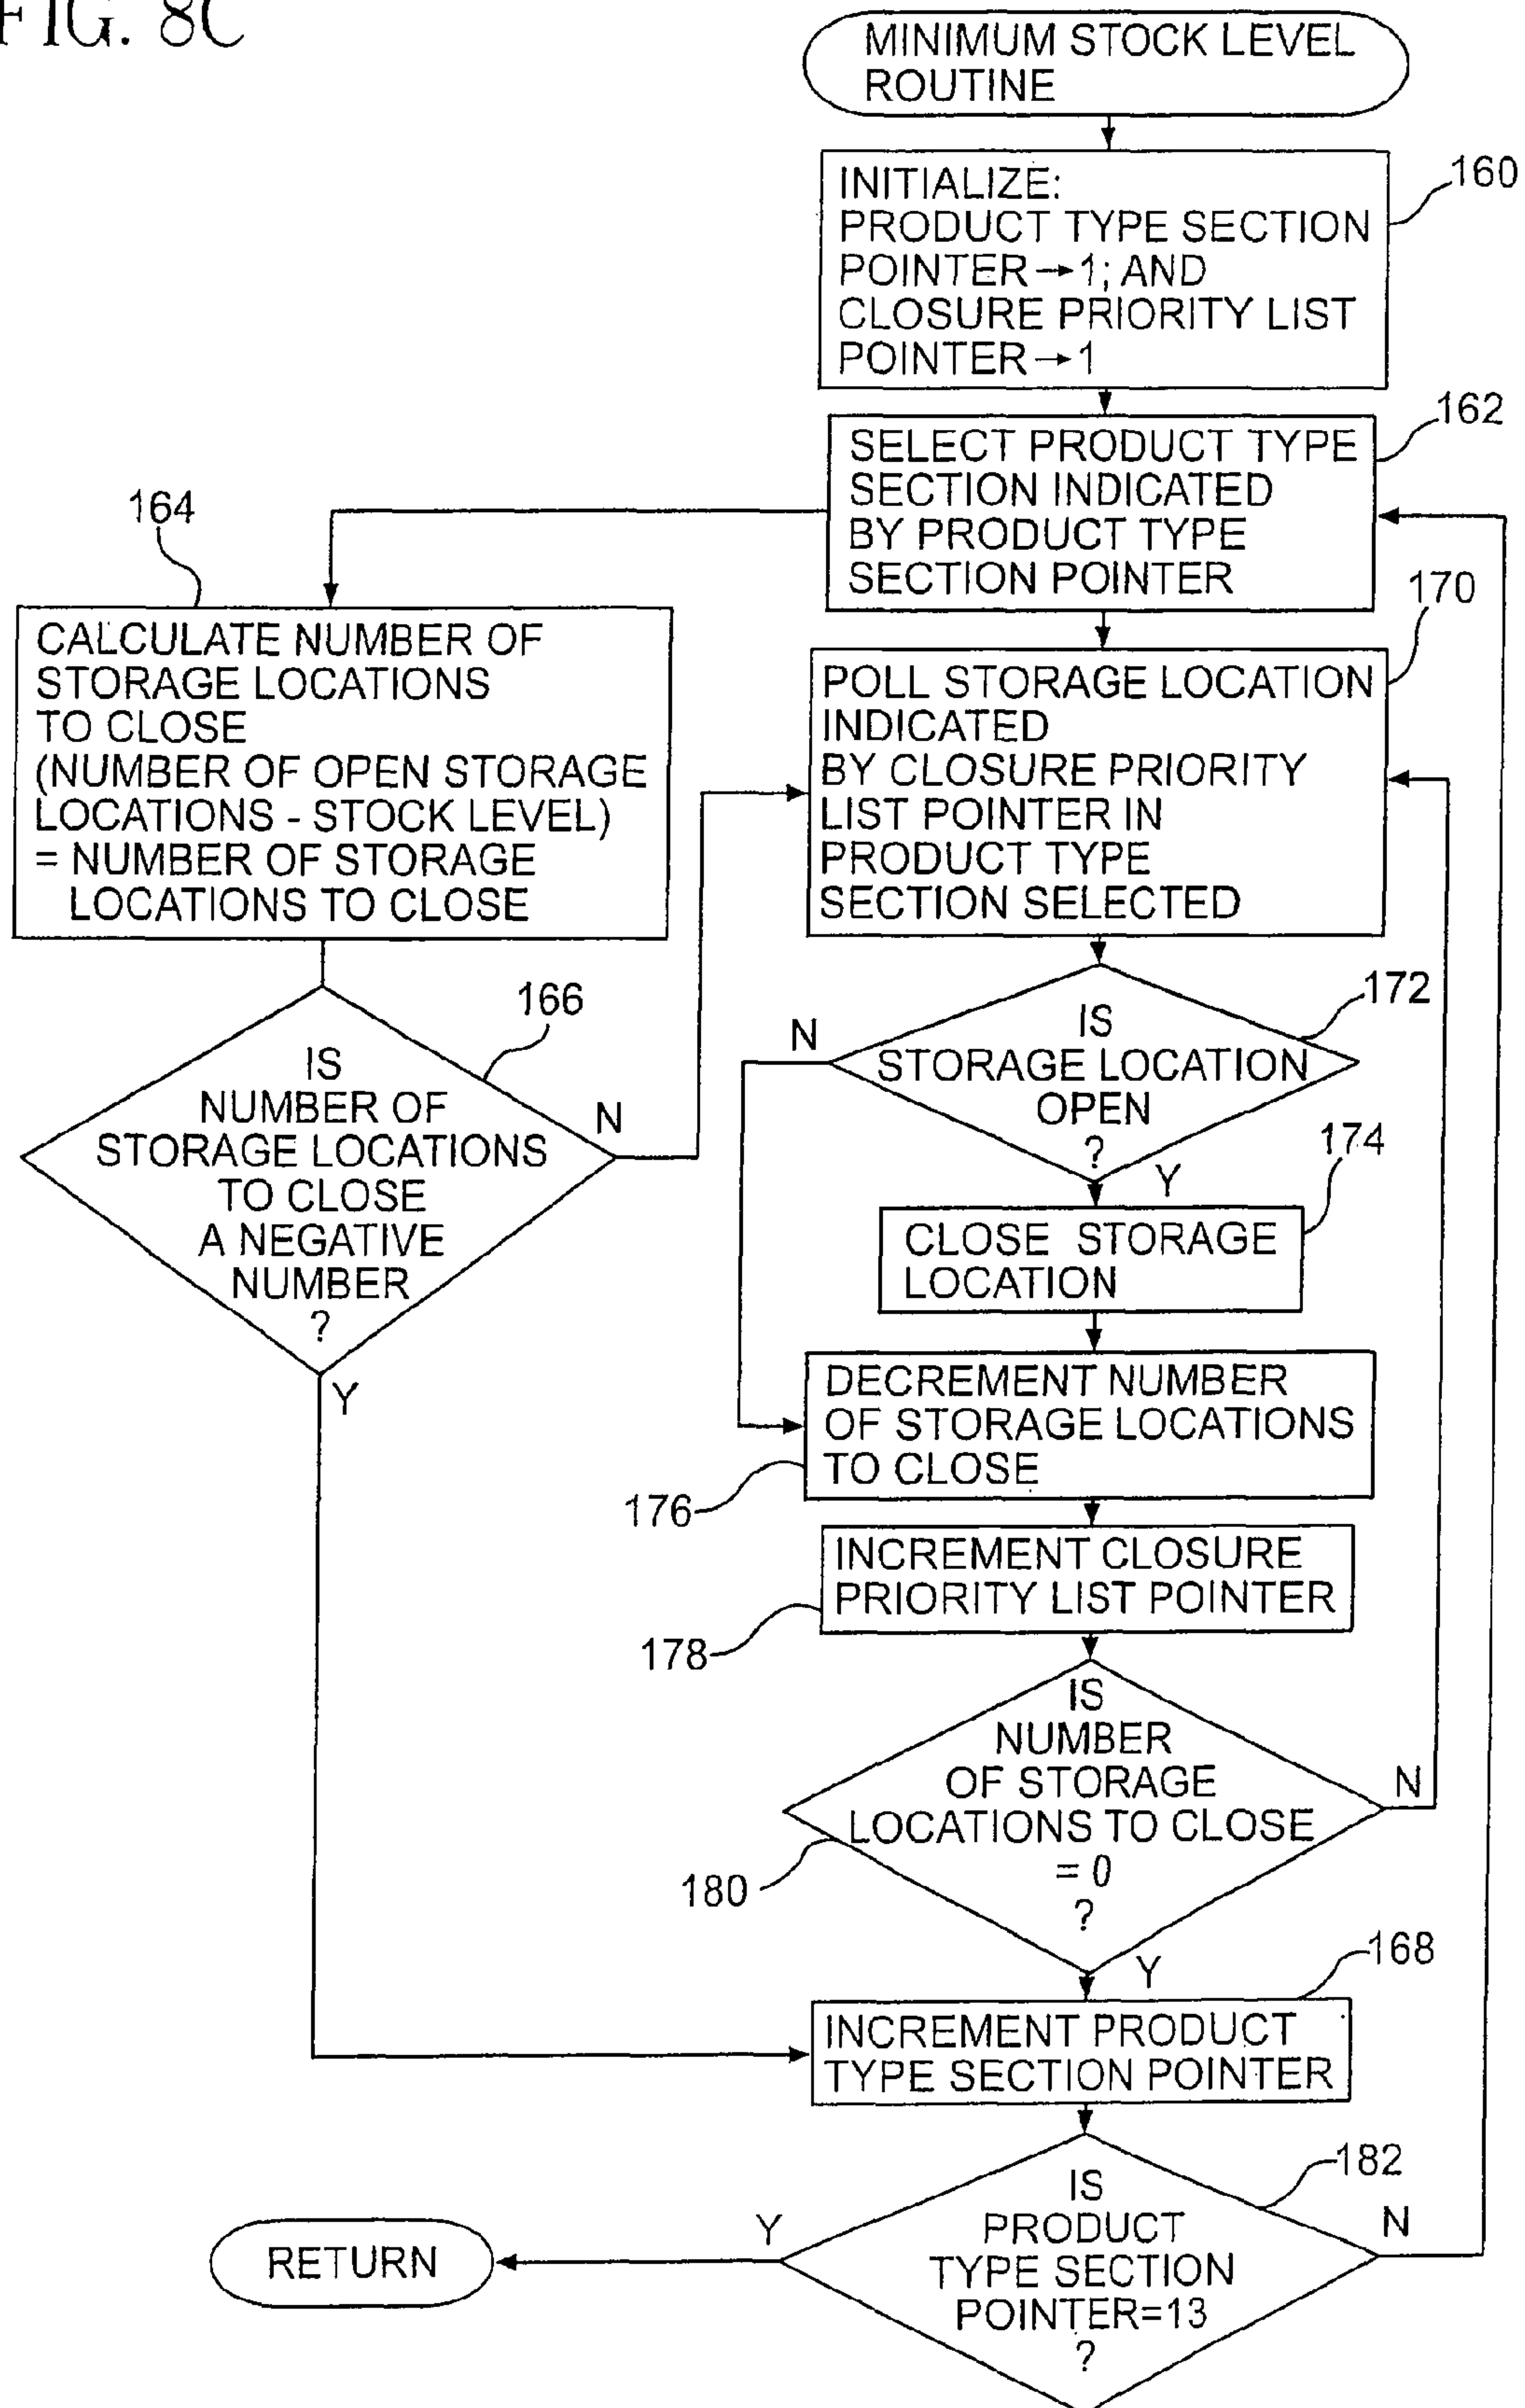 FIG. 8C
MINIMUM STOCK LEVEL
ROUTINE
160
INITIALIZE:
PRODUCT TYPE SECTION
POINTER→1; AND
CLOSURE PRIORITY LIST
POINTER→1
162
SELECT PRODUCT TYPE
SECTION INDICATED
BY PRODUCT TYPE
SECTION POINTER
164
CALCULATE NUMBER OF
STORAGE LOCATIONS
TO CLOSE
(NUMBER OF OPEN STORAGE
LOCATIONS - STOCK LEVEL)
= NUMBER OF STORAGE
LOCATIONS TO CLOSE
166
IS
NUMBER OF
STORAGE LOCATIONS
TO CLOSE
A NEGATIVE
NUMBER
?
N
Y
170
POLL STORAGE LOCATION
INDICATED
BY CLOSURE PRIORITY
LIST POINTER IN
PRODUCT TYPE
SECTION SELECTED
172
N
IS
STORAGE LOCATION
OPEN
?
Y
174
CLOSE STORAGE
LOCATION
DECREMENT NUMBER
OF STORAGE LOCATIONS
TO CLOSE
176
INCREMENT CLOSURE
PRIORITY LIST POINTER
178
IS
NUMBER
OF STORAGE
LOCATIONS TO CLOSE
= 0
?
N
180
Y
168
INCREMENT PRODUCT
TYPE SECTION POINTER
182
IS
PRODUCT
TYPE SECTION
POINTER=13
?
Y
N
RETURN